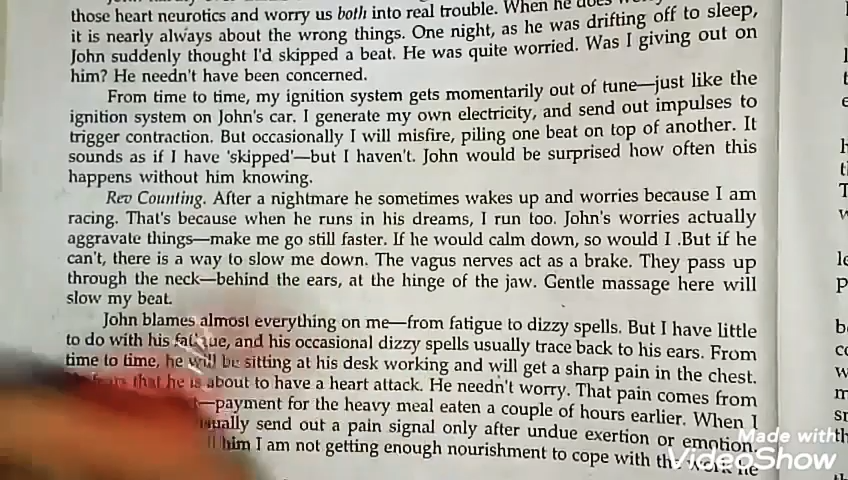 those heart neurotics and worry us both into real trouble. When he does
it is nearly always about the wrong things. One night, as he was drifting off to sleep,
John suddenly thought I'd skipped a beat. He was quite worried. Was I giving out on
him? He needn't have been concerned.
From time to time, my ignition system gets momentarily out of tune—just like the
ignition system on John's car. I generate my own electricity, and send out impulses to
trigger contraction. But occasionally I will misfire, piling one beat on top of another. It
sounds as if I have 'skipped'—but I haven't. John would be surprised how often this
happens without him knowing.
Rev Counting. After a nightmare he sometimes wakes up and worries because I am
racing. That's because when he runs in his dreams, I run too. John's worries actually
aggravate things—make me go still faster. If he would calm down, so would I .But if he
can't, there is a way to slow me down. The vagus nerves act as a brake. They pass up
through the neck—behind the ears, at the hinge of the jaw. Gentle massage here will
slow my beat.
John blames almost everything on me—from fatigue to dizzy spells. But I have little
to do with his fatigue, and his occasional dizzy spells usually trace back to his ears. From
time to time, he will be sitting at his desk working and will get a sharp pain in the chest.
that he is about to have a heart attack. He needn't worry. That pain comes from
—payment for the heavy meal eaten a couple of hours earlier. When I
send out a pain signal only after undue exertion or emotion.
him I am not getting enough nourishment to cope with the work he
Made with
VideoShow